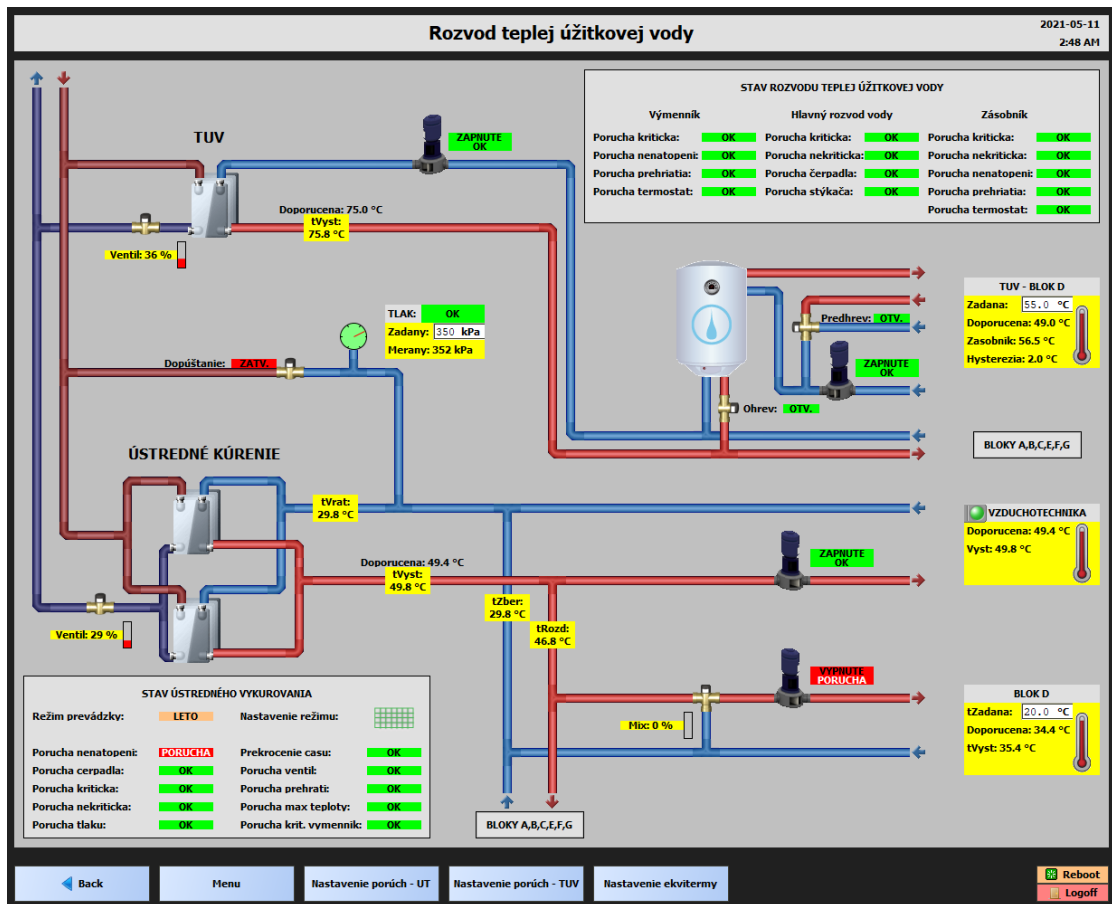 Rozvod teplej úžitkovej vody
2021-05-11
2:48 AM
STAV ROZVODU TEPLEJ ÚŽITKOVEJ VODY
Výmenník
Porucha kriticka: OK
Porucha nenatopeni: OK
Porucha prehriatia: OK
Porucha termostat: OK
Hlavný rozvod vody
Porucha kriticka: OK
Porucha nekriticka: OK
Porucha čerpadla: OK
Porucha stýkača: OK
Zásobník
Porucha kriticka: OK
Porucha nekriticka: OK
Porucha nenatopeni: OK
Porucha prehriatia: OK
Porucha termostat: OK
TUV
ZAPNUTE
OK
Doporucena: 75.0 °C
tVyst:
75.8 °C
Ventil: 36 %
TLAK: OK
Zadany: 350 kPa
Merany: 352 kPa
Dopúštanie: ZATV.
Predhrev: OTV.
ZAPNUTE
OK
Ohrev: OTV.
TUV - BLOK D
Zadana: 55.0 °C
Doporucena: 49.0 °C
Zasobnik: 56.5 °C
Hysterezia: 2.0 °C
BLOKY A,B,C,E,F,G
ÚSTREDNÉ KÚRENIE
tVrat:
29.8 °C
Doporucena: 49.4 °C
tVyst:
49.8 °C
tZber:
29.8 °C
tRozd:
46.8 °C
Ventil: 29 %
ZAPNUTE
OK
VZDUCHOTECHNIKA
Doporucena: 49.4 °C
Vyst: 49.8 °C
VYPNUTE
PORUCHA
Mix: 0 %
BLOK D
tZadana: 20.0 °C
Doporucena: 34.4 °C
tVyst: 35.4 °C
BLOKY A,B,C,E,F,G
STAV ÚSTREDNÉHO VYKUROVANIA
Režim prevádzky: LETO
Nastavenie režimu:
Porucha nenatopeni: PORUCHA
Porucha cerpadla: OK
Porucha kriticka: OK
Porucha nekriticka: OK
Porucha tlaku: OK
Prekrocenie casu: OK
Porucha ventil: OK
Porucha prehrati: OK
Porucha max teploty: OK
Porucha krit. vymennik: OK
Back
Menu
Nastavenie porúch - UT
Nastavenie porúch - TUV
Nastavenie ekvitermy
Reboot
Logoff